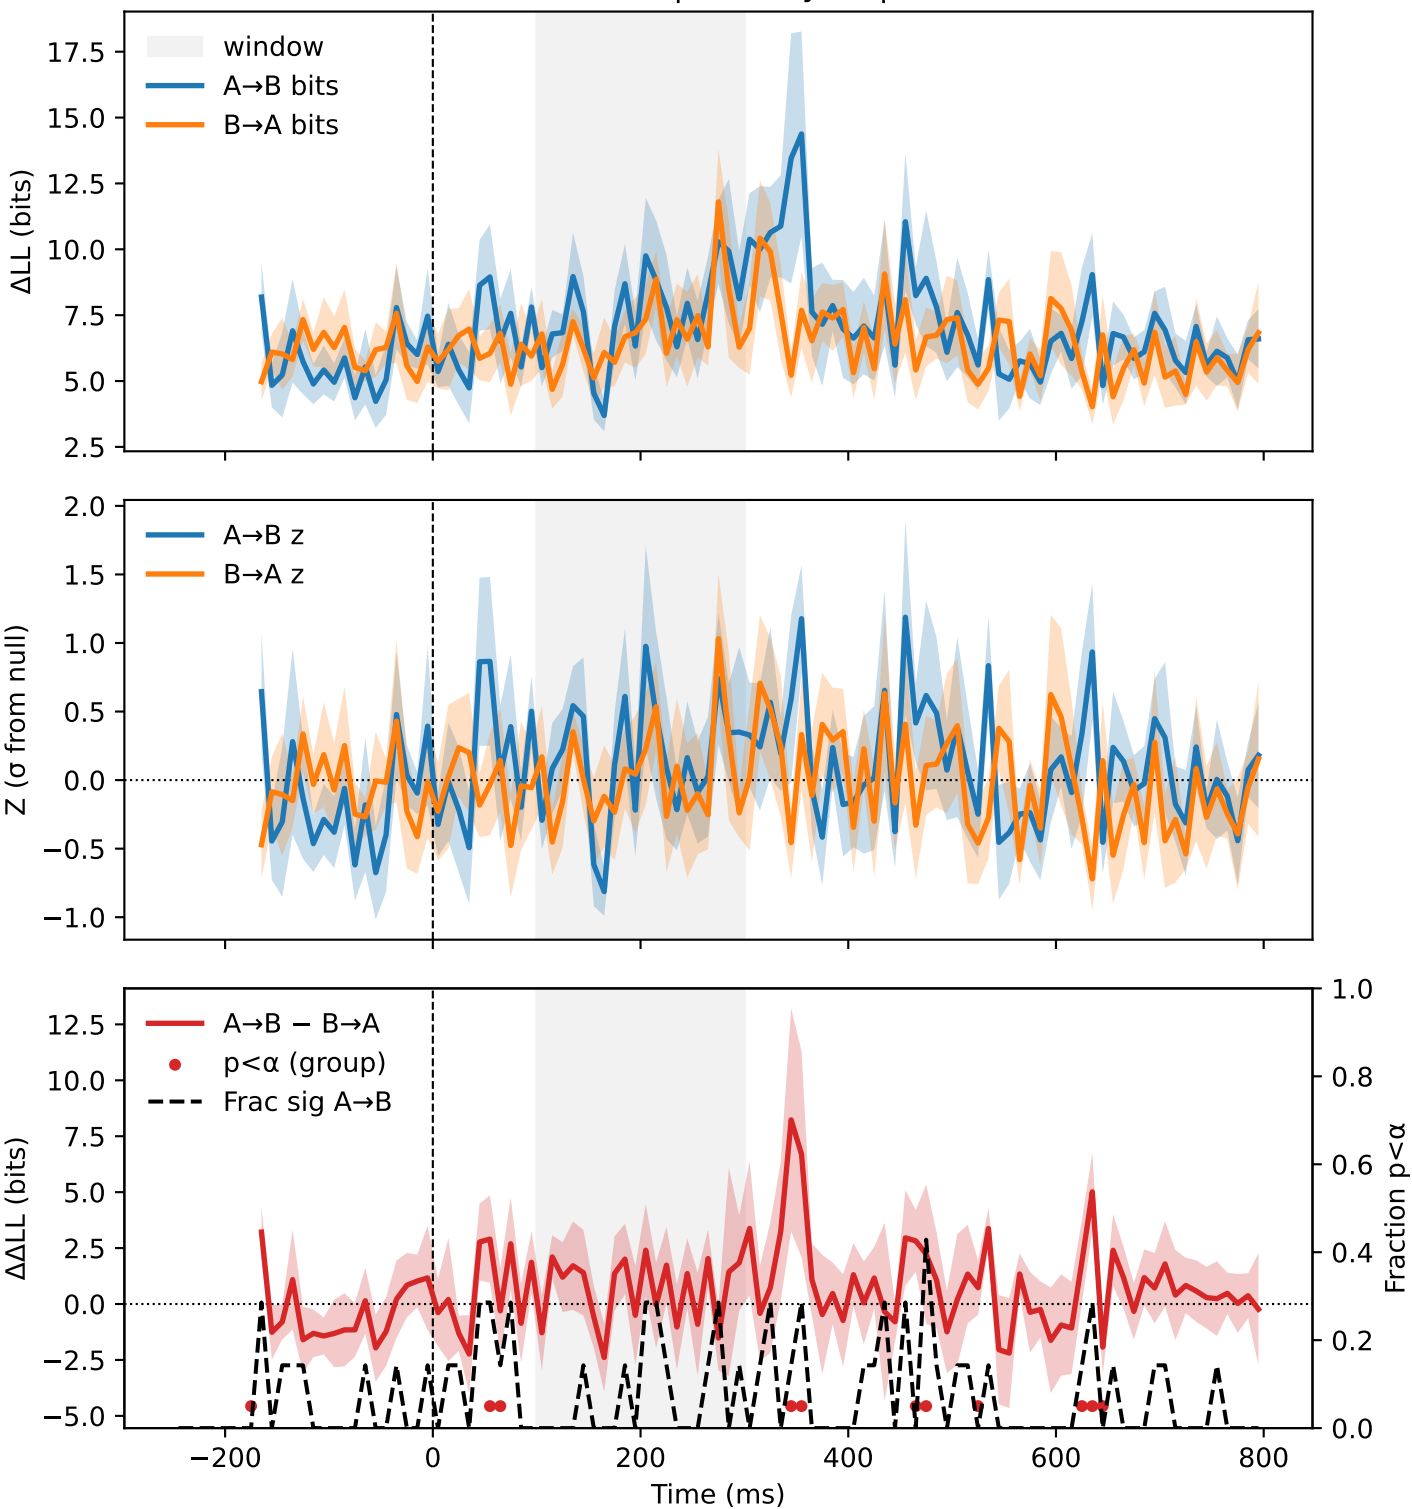 17.5
15.0
12.5
10.0
7.5
5.0
2.5
ΔLL (bits)
window
A→B bits
B→A bits
2.0
1.5
1.0
0.5
0.0
−0.5
−1.0
Z (σ from null)
A→B z
B→A z
12.5
10.0
7.5
5.0
2.5
0.0
−2.5
−5.0
ΔΔLL (bits)
A→B − B→A
p<α (group)
Frac sig A→B
1.0
0.8
0.6
0.4
0.2
0.0
Fraction p<α
−200 0 200 400 600 800
Time (ms)